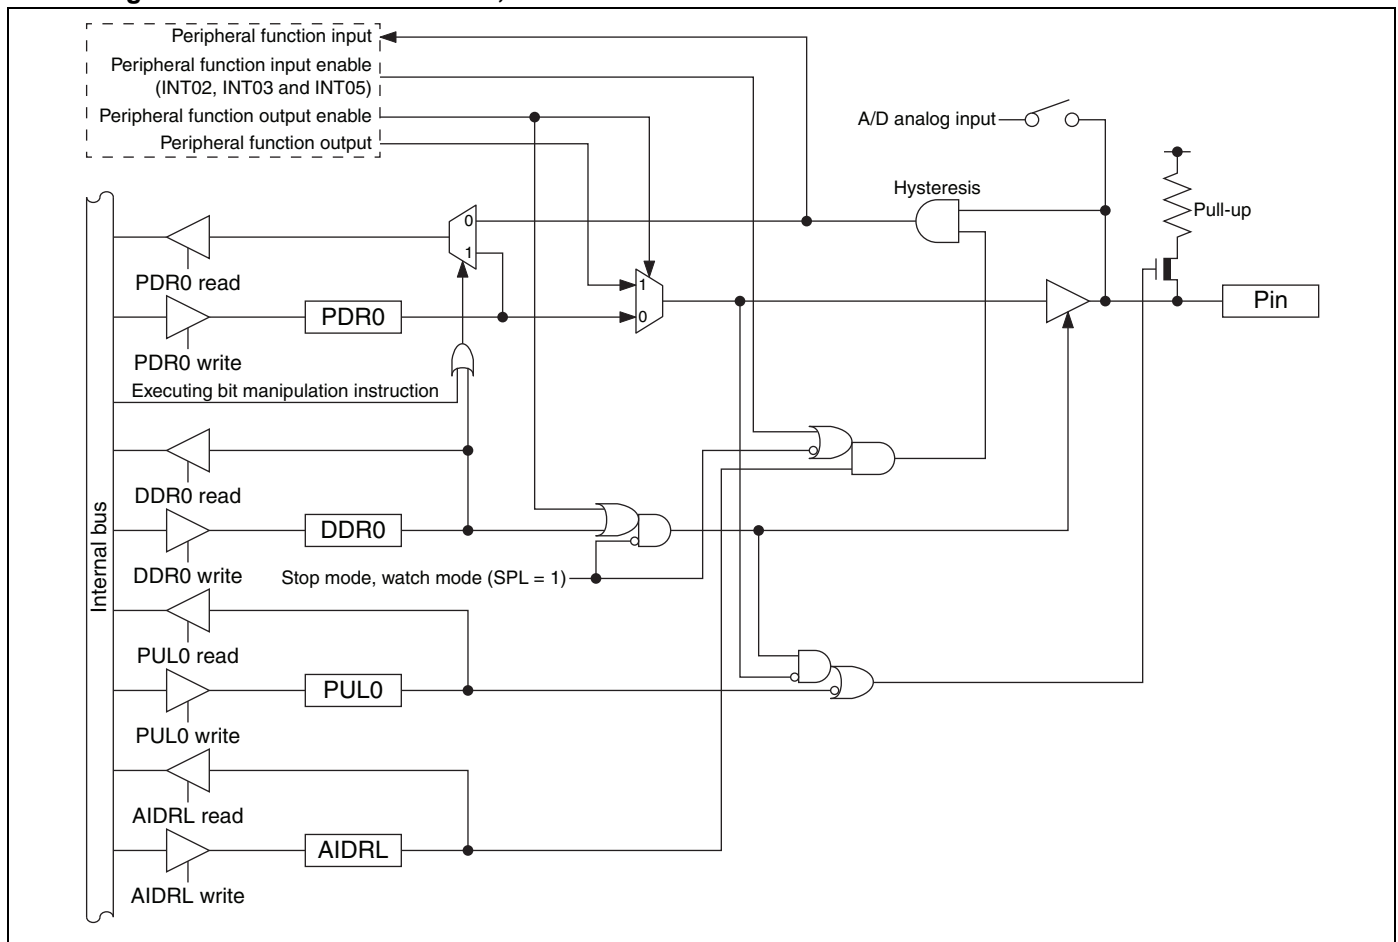 Peripheral function input
Peripheral function input enable
(INT02, INT03 and INT05)
Peripheral function output enable
Peripheral function output
A/D analog input
Hysteresis
Pull-up
0
1
PDR0 read
1
0
PDR0
Pin
PDR0 write
Executing bit manipulation instruction
DDR0 read
DDR0
Internal bus
DDR0 write
Stop mode, watch mode (SPL = 1)
PUL0 read
PUL0
PUL0 write
AIDRL read
AIDRL
AIDRL write